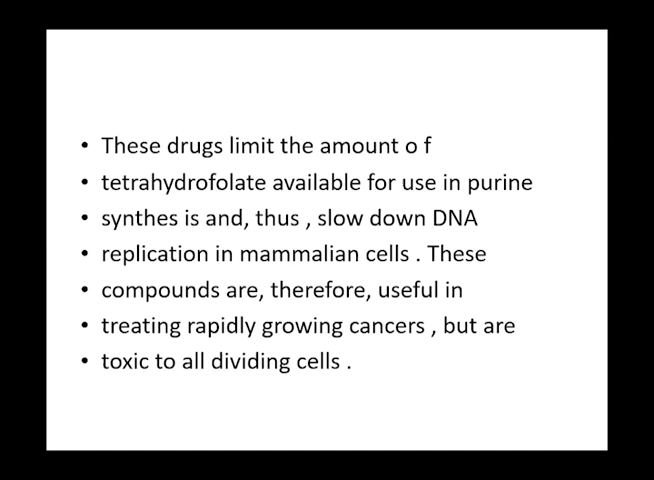 • These drugs limit the amount o f
• tetrahydrofolate available for use in purine
• synthes is and, thus , slow down DNA
• replication in mammalian cells . These
• compounds are, therefore, useful in
• treating rapidly growing cancers , but are
• toxic to all dividing cells .